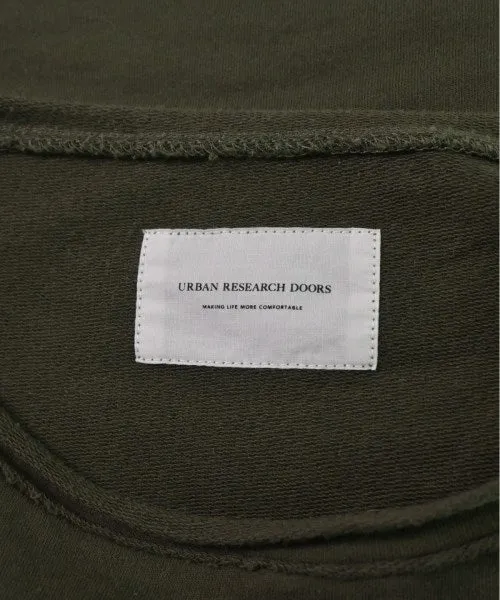 URBAN RESEARCH DOORS
MAKING LIFE MORE COMFORTABLE